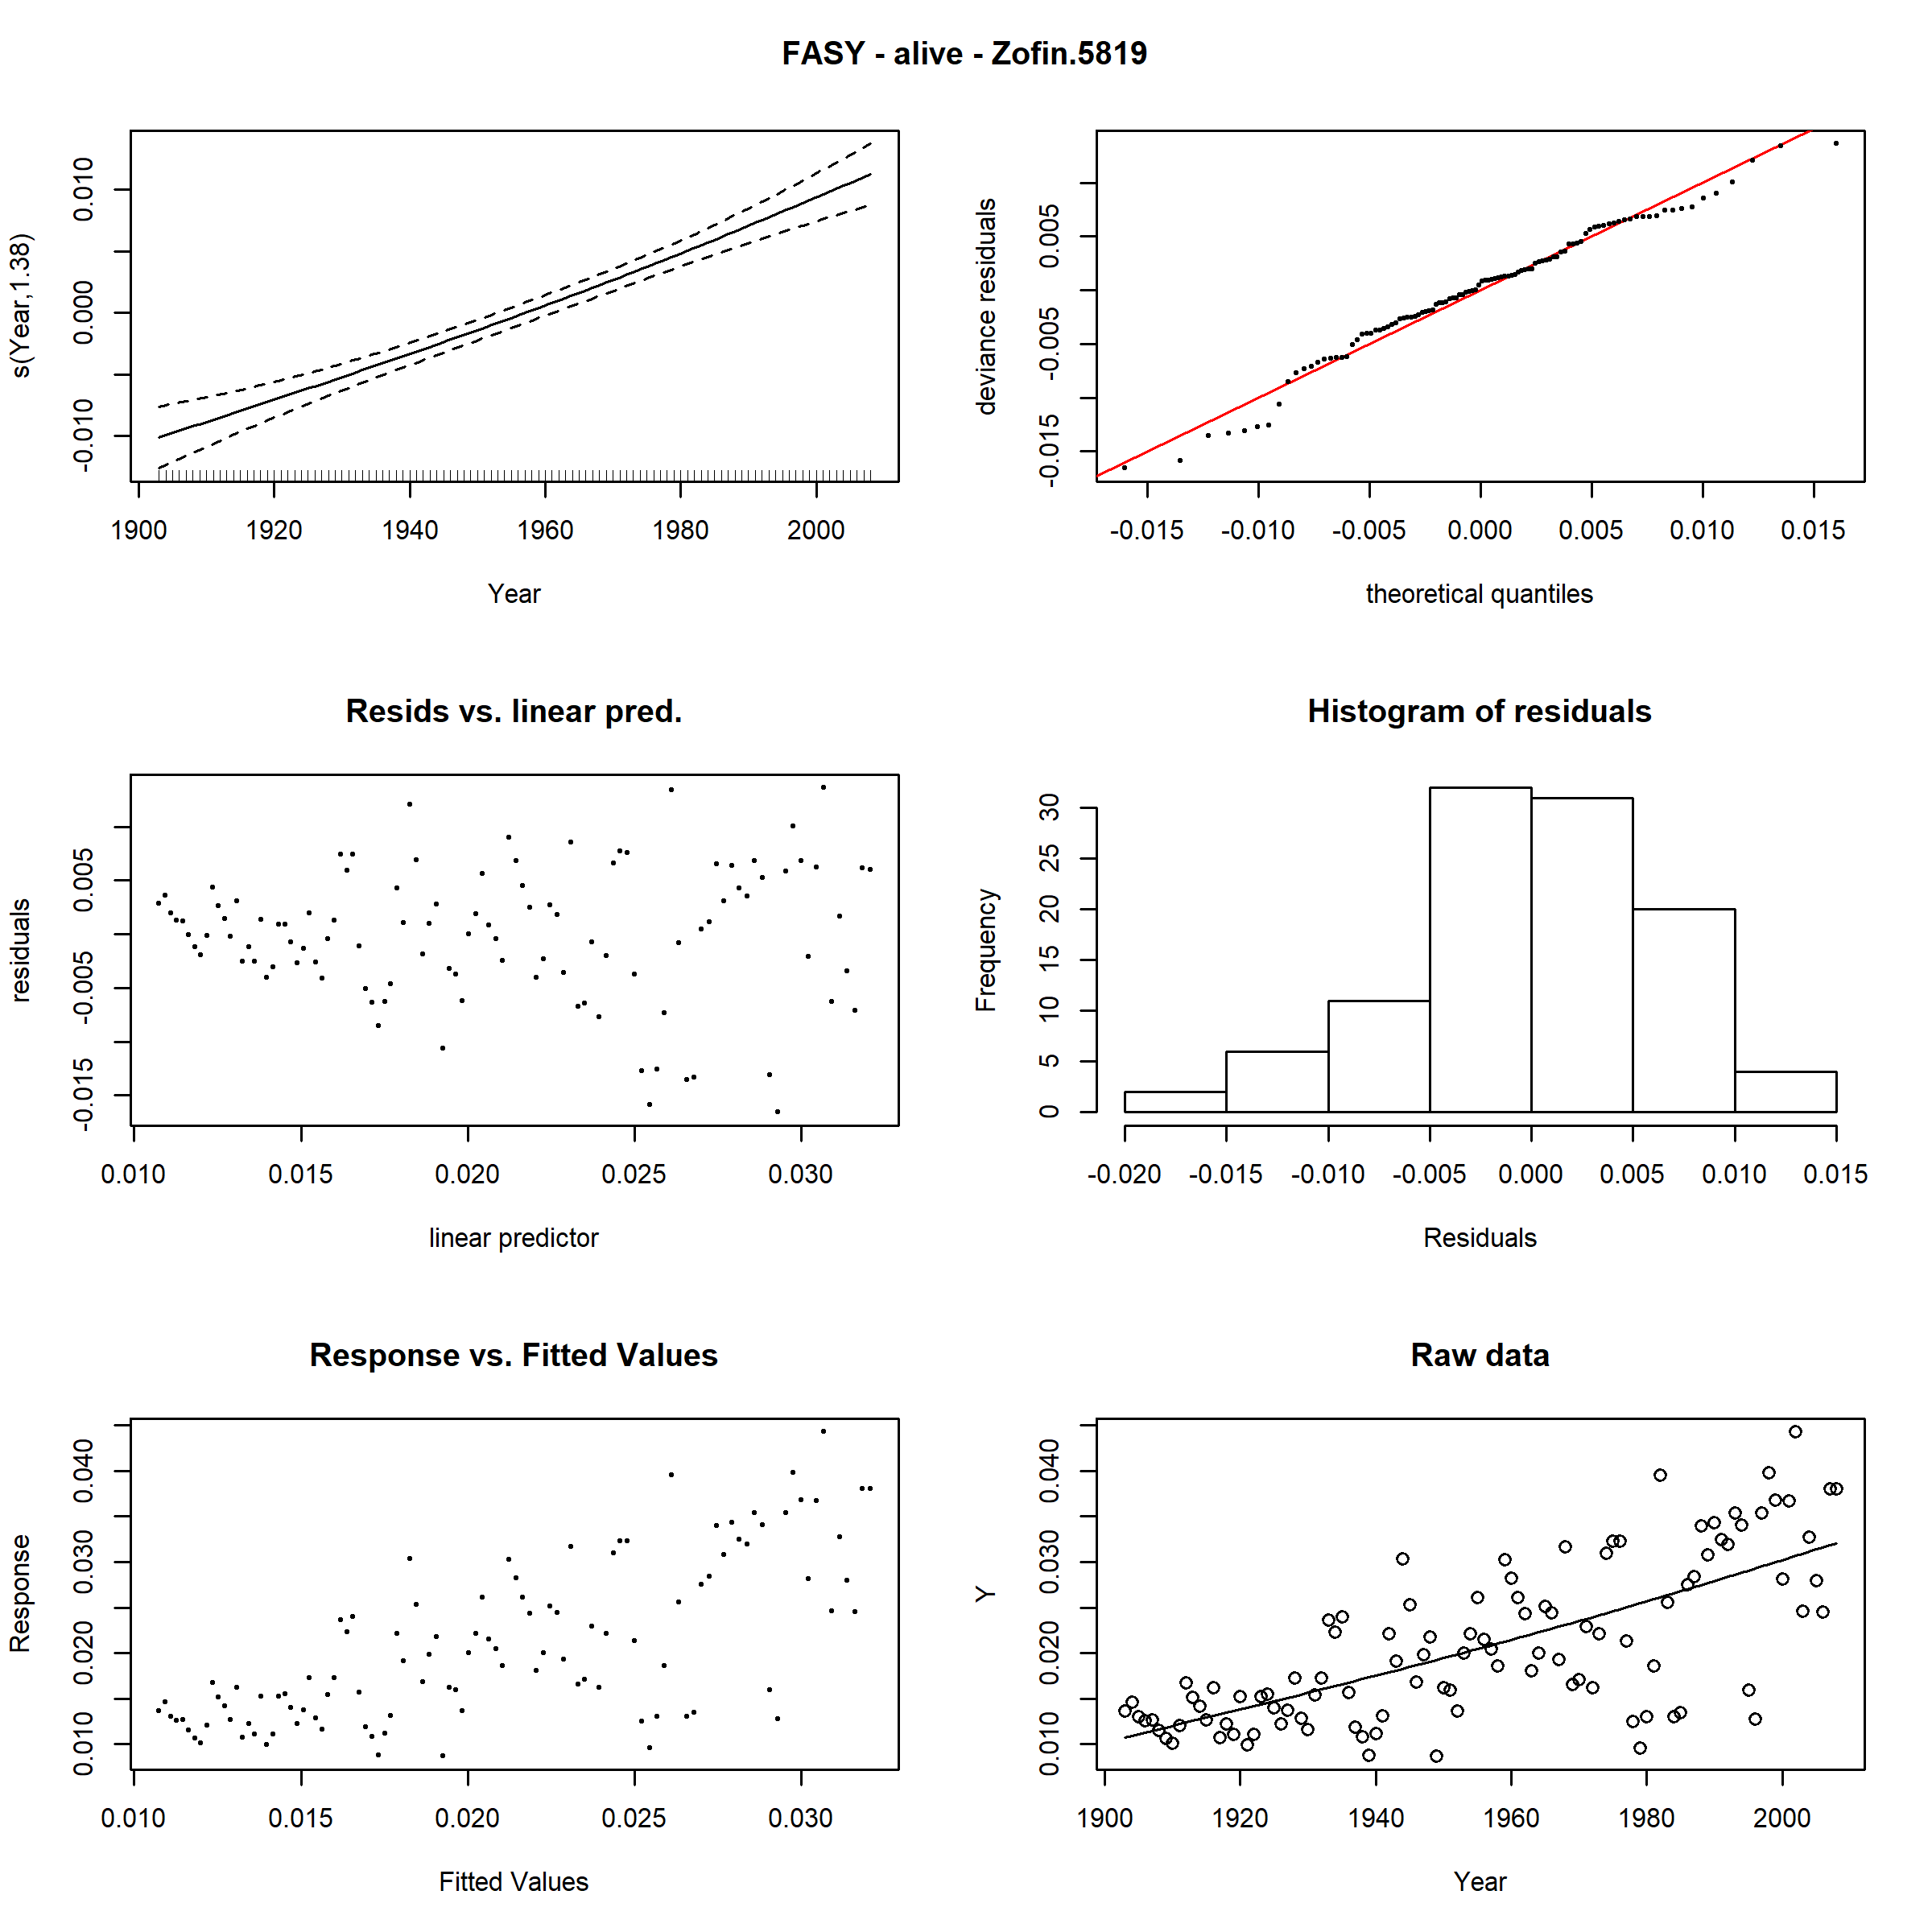 FASY - alive - Zofin.5819
s(Year,1.38)
-0.010 0.000 0.010
1900 1920 1940 1960 1980 2000
Year
deviance residuals
-0.015 -0.005 0.005
-0.015 -0.010 -0.005 0.000 0.005 0.010 0.015
theoretical quantiles
Resids vs. linear pred.
residuals
-0.015 -0.005 0.005
0.010 0.015 0.020 0.025 0.030
linear predictor
Histogram of residuals
Frequency
0 5 10 15 20 25 30
-0.020 -0.015 -0.010 -0.005 0.000 0.005 0.010 0.015
Residuals
Response vs. Fitted Values
Response
0.010 0.020 0.030 0.040
0.010 0.015 0.020 0.025 0.030
Fitted Values
Raw data
Y
0.010 0.020 0.030 0.040
1900 1920 1940 1960 1980 2000
Year